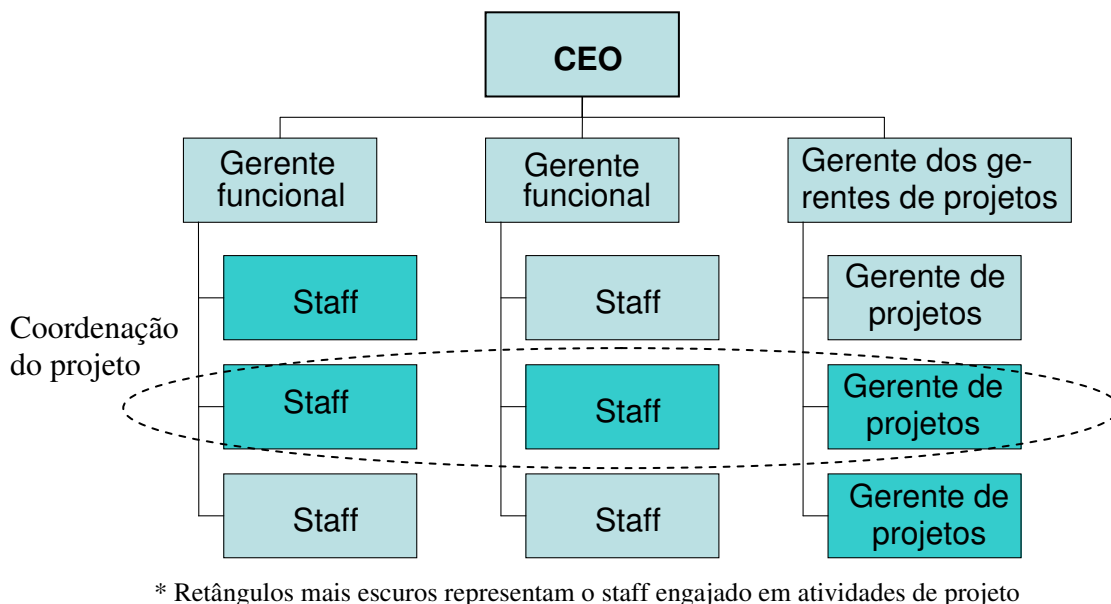 CEO
Gerente
funcional
Gerente
funcional
Gerente dos ge-
rentes de projetos
Staff
Staff
Gerente de
projetos
Coordenação
do projeto
Staff
Staff
Gerente de
projetos
Staff
Staff
Gerente de
projetos
* Retângulos mais escuros representam o staff engajado em atividades de projeto